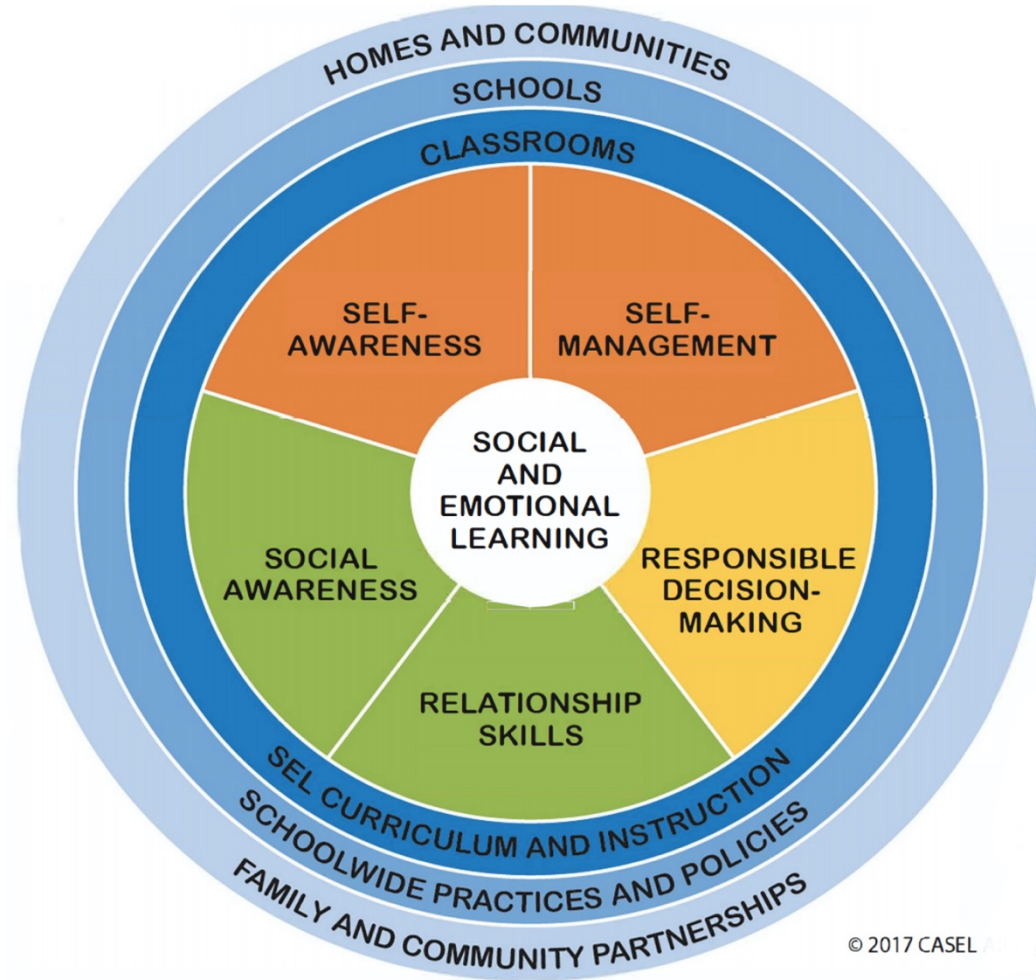 HOMES AND COMMUNITIES
SCHOOLS
CLASSROOMS
SELF-
AWARENESS
SELF-
MANAGEMENT
SOCIAL
AND
EMOTIONAL
LEARNING
SOCIAL
AWARENESS
RESPONSIBLE
DECISION-
MAKING
RELATIONSHIP
SKILLS
SEL CURRICULUM AND INSTRUCTION
SCHOOLWIDE PRACTICES AND POLICIES
FAMILY AND COMMUNITY PARTNERSHIPS
© 2017 CASEL